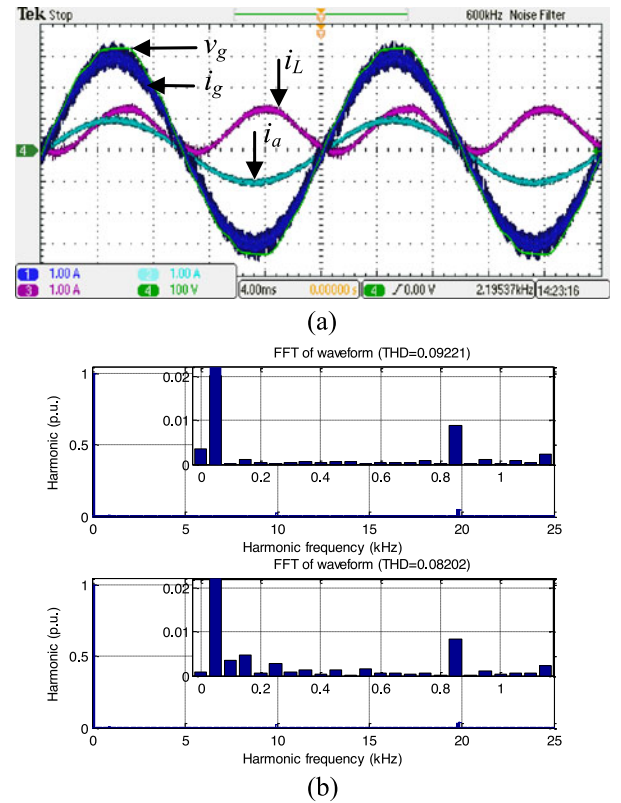 Tek Stop 600kHz Noise Filter
v_g
i_g
i_L
i_a
4
1 1.00 A 2 1.00 A
3 1.00 A 4 100 V
4.00ms 0.00000 s 4 0.00 V 2.19537kHz 14:23:16
(a)
FFT of waveform (THD=0.09221)
Harmonic (p.u.)
1
0.5
0
0.02
0.01
0
0 0.2 0.4 0.6 0.8 1
0 5 10 15 20 25
Harmonic frequency (kHz)
FFT of waveform (THD=0.08202)
Harmonic (p.u.)
1
0.5
0
0.02
0.01
0
0 0.2 0.4 0.6 0.8 1
0 5 10 15 20 25
Harmonic frequency (kHz)
(b)